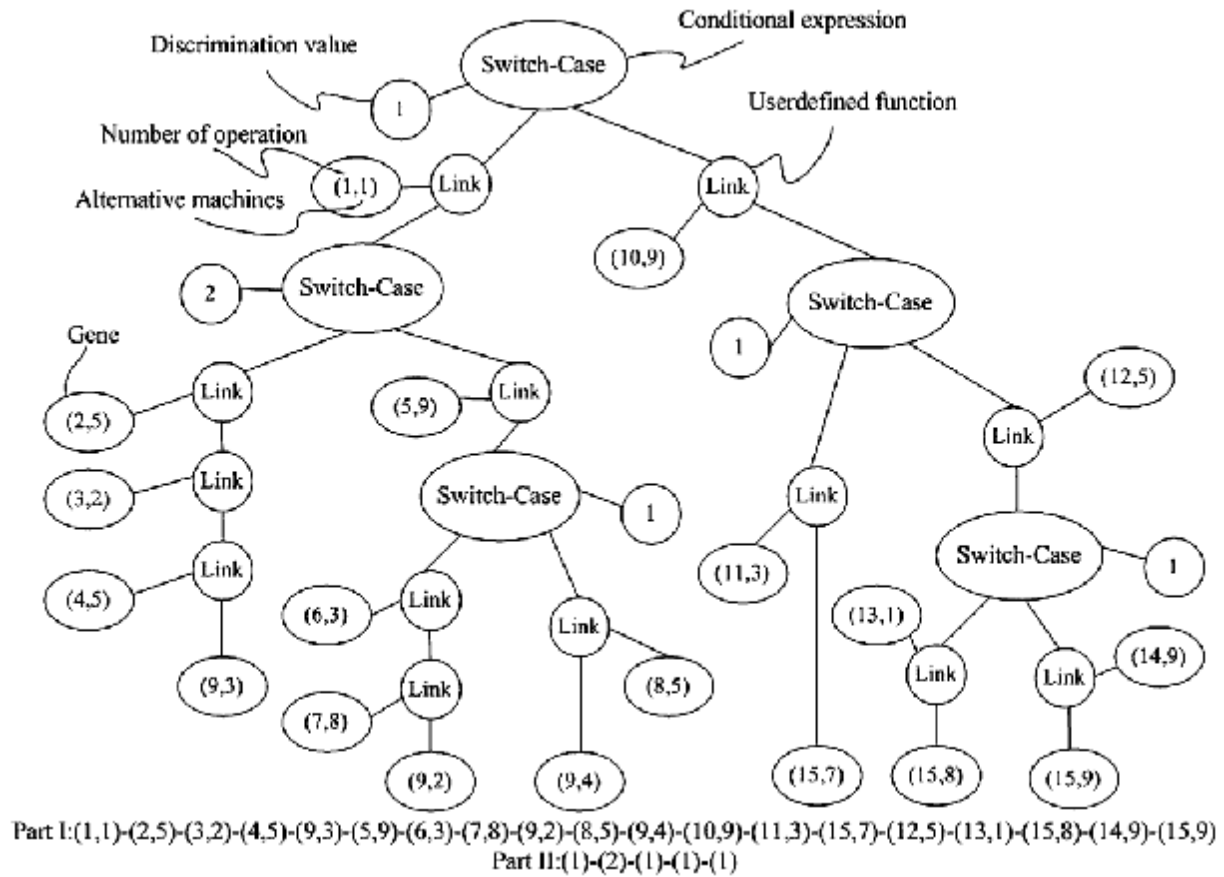 Conditional expression
Discrimination value
Switch-Case
1
Userdefined function
Number of operation
(1,1)
Link
Link
Alternative machines
(10,9)
2
Switch-Case
Switch-Case
Gene
1
Link
Link
(12,5)
(2,5)
(5,9)
Link
(3,2)
Link
Switch-Case
1
Link
(4,5)
Link
(11,3)
Switch-Case
1
(6,3)
Link
Link
(13,1)
(9,3)
(7,8)
Link
(8,5)
Link
Link
(14,9)
(9,2)
(9,4)
(15,7)
(15,8)
(15,9)
Part I:(1,1)-(2,5)-(3,2)-(4,5)-(9,3)-(5,9)-(6,3)-(7,8)-(9,2)-(8,5)-(9,4)-(10,9)-(11,3)-(15,7)-(12,5)-(13,1)-(15,8)-(14,9)-(15,9)
Part II:(1)-(2)-(1)-(1)-(1)